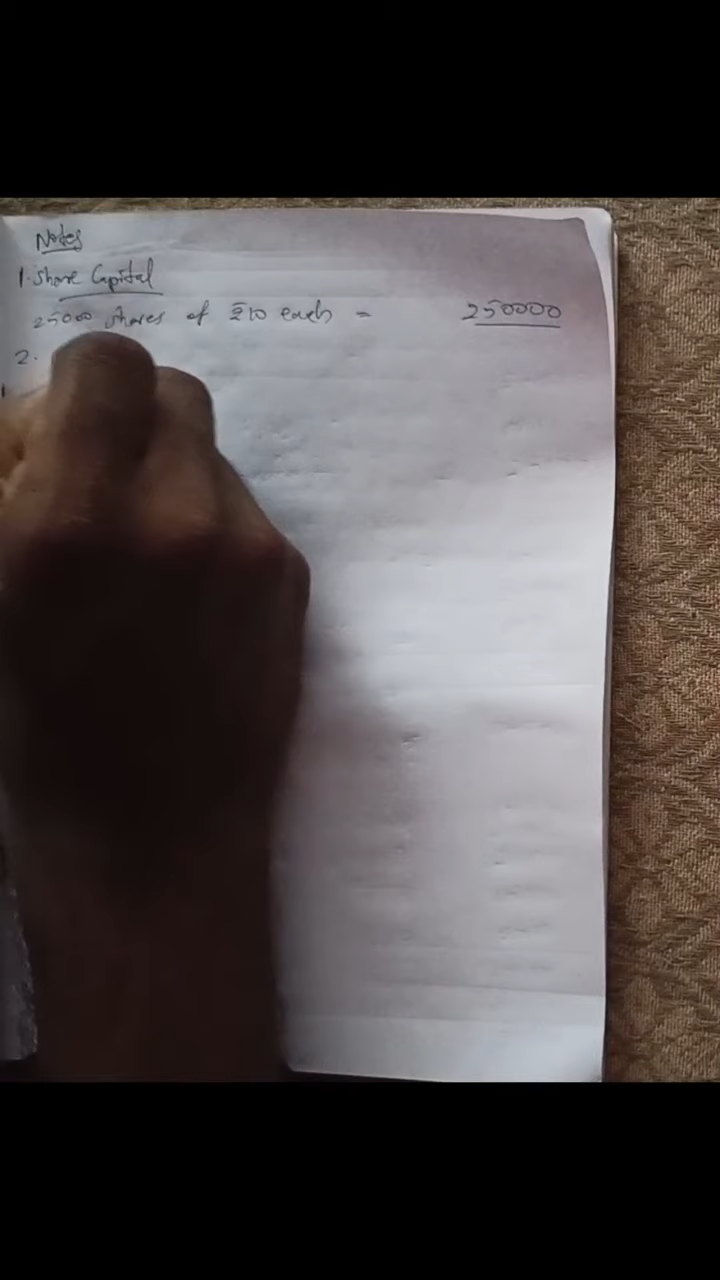 Notes
1. Share Capital
25000 shares of ₹10 each = 250000
2.